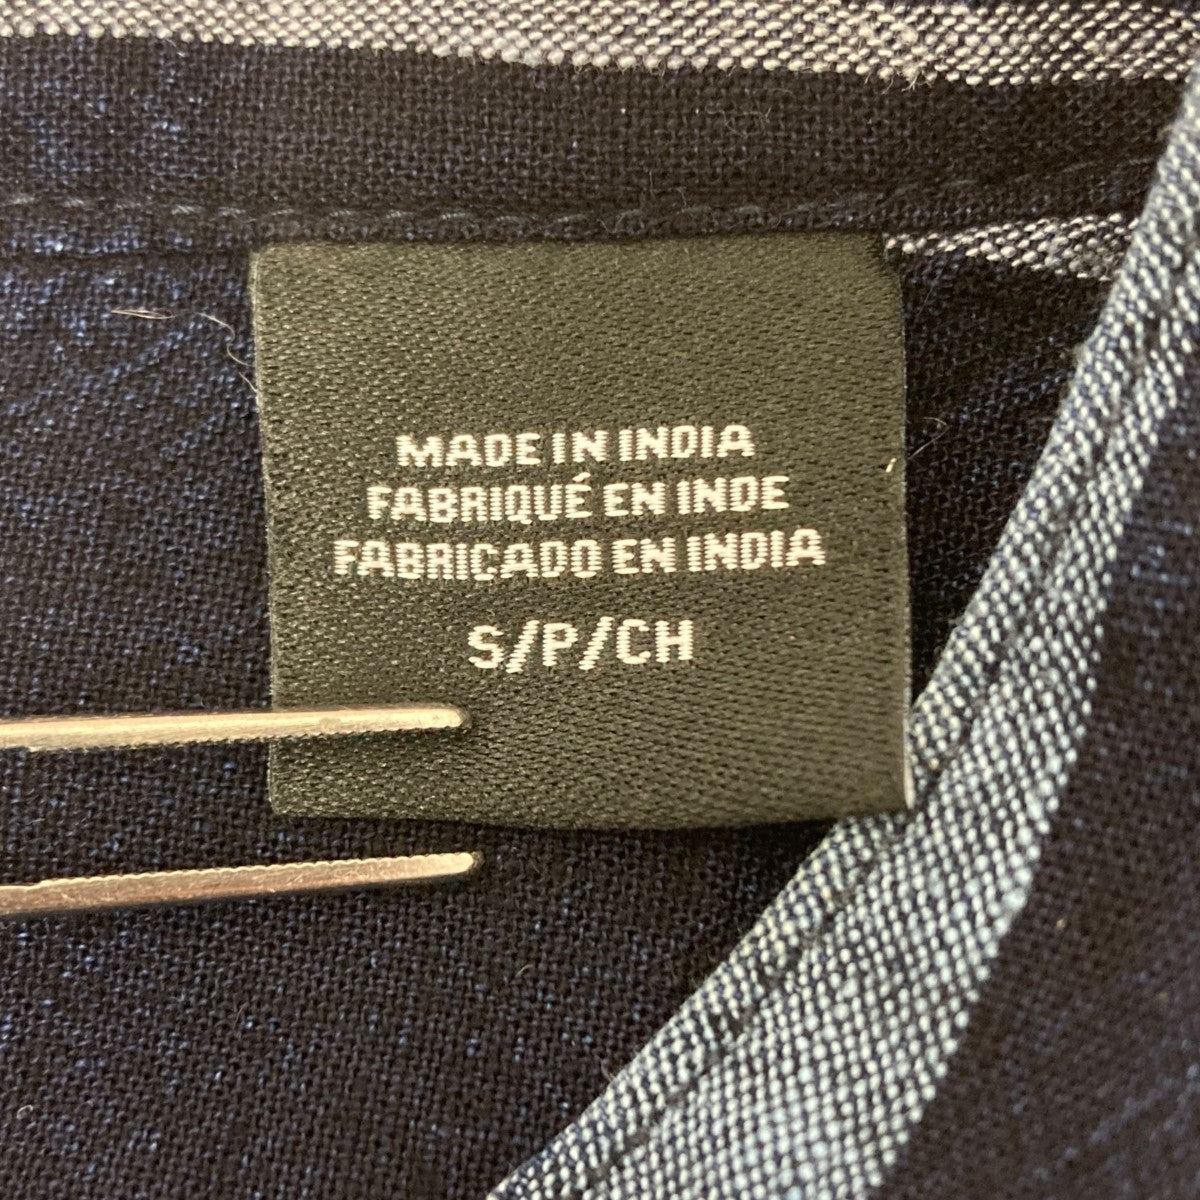 MADE IN INDIA
FABRIQUÉ EN INDE
FABRICADO EN INDIA
S/P/CH